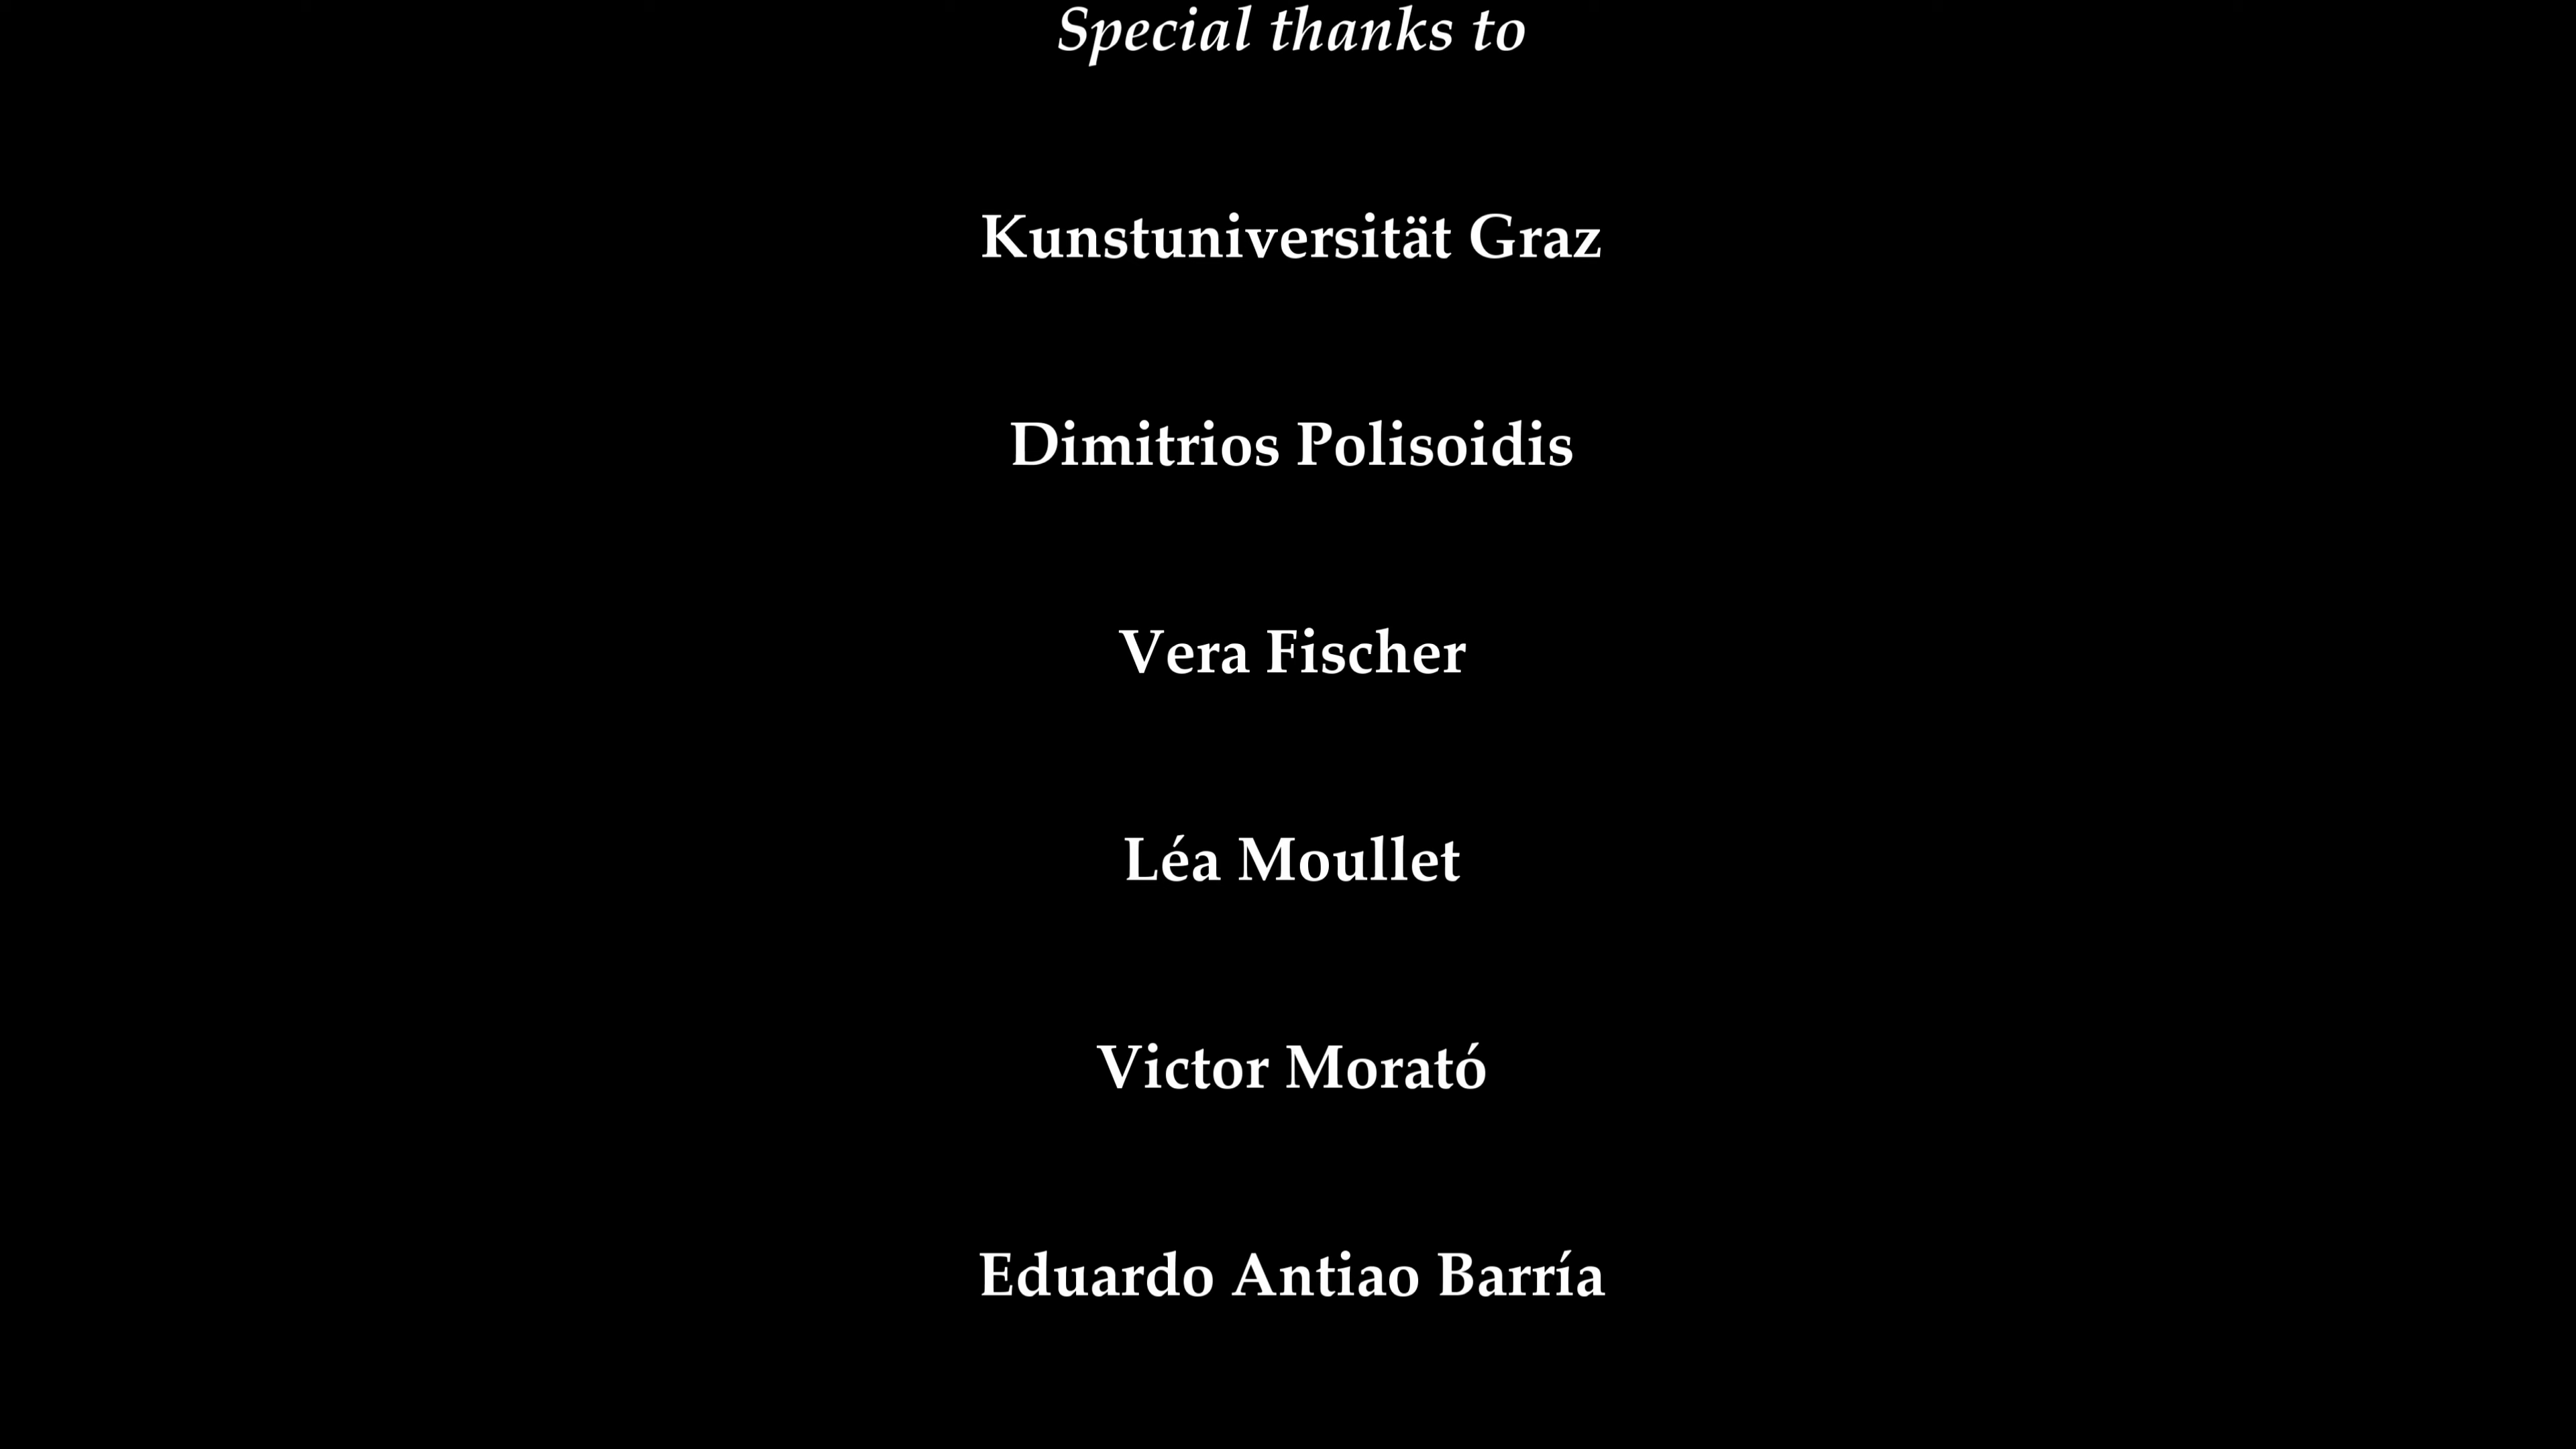 Special thanks to
Kunstuniversität Graz
Dimitrios Polisoidis
Vera Fischer
Léa Moullet
Victor Morató
Eduardo Antiao Barría